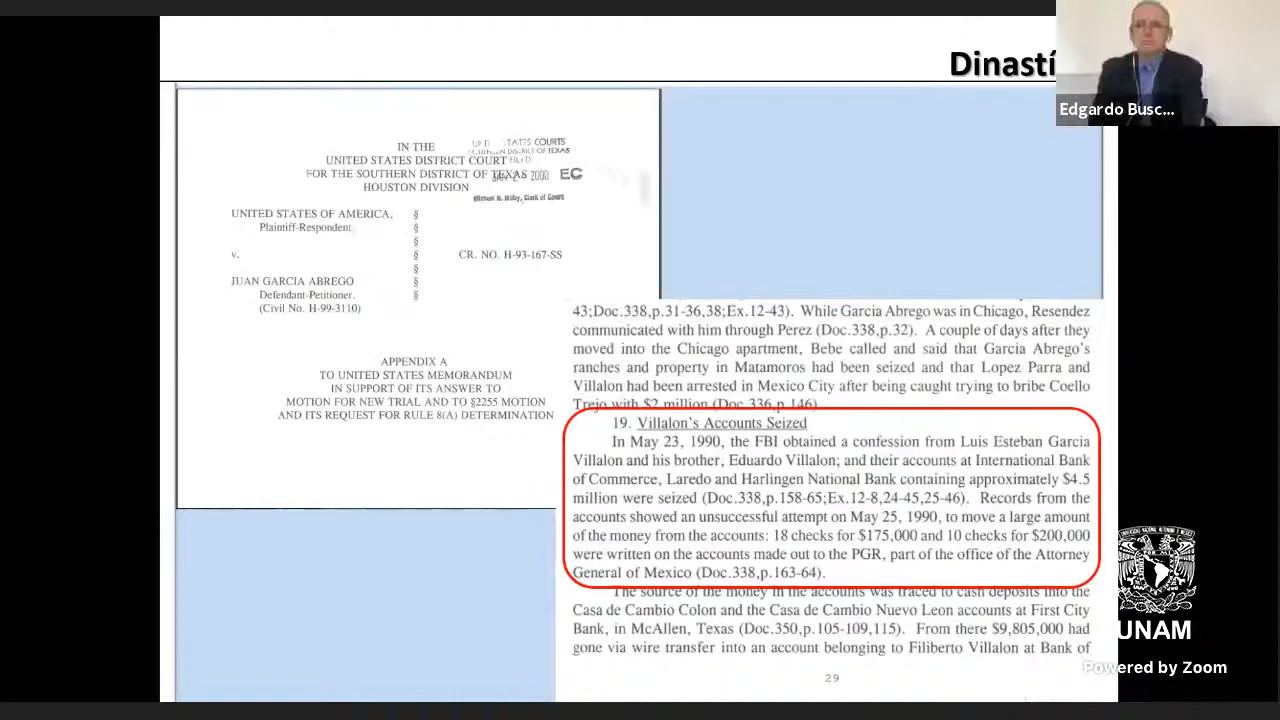 Dinastí
Edgardo Busc...
IN THE
UNITED STATES DISTRICT COURT
FOR THE SOUTHERN DISTRICT OF TEXAS
HOUSTON DIVISION
STATES COURTS
SOUTHERN DISTRICT OF TEXAS
FILED
2000 EC
Michael N. Milby, Clerk of Court
UNITED STATES OF AMERICA, §
Plaintiff-Respondent, §
§
v. § CR. NO. H-93-167-SS
§
JUAN GARCIA ABREGO §
Defendant-Petitioner. §
(Civil No. H-99-3110)
APPENDIX A
TO UNITED STATES MEMORANDUM
IN SUPPORT OF ITS ANSWER TO
MOTION FOR NEW TRIAL AND TO §2255 MOTION
AND ITS REQUEST FOR RULE 8(A) DETERMINATION
43;Doc.338,p.31-36,38;Ex.12-43). While Garcia Abrego was in Chicago, Resendez
communicated with him through Perez (Doc.338,p.32). A couple of days after they
moved into the Chicago apartment, Bebe called and said that Garcia Abrego's
ranches and property in Matamoros had been seized and that Lopez Parra and
Villalon had been arrested in Mexico City after being caught trying to bribe Coello
Trejo with $2 million (Doc.336,p.146).
19. Villalon's Accounts Seized
In May 23, 1990, the FBI obtained a confession from Luis Esteban Garcia
Villalon and his brother, Eduardo Villalon; and their accounts at International Bank
of Commerce, Laredo and Harlingen National Bank containing approximately $4.5
million were seized (Doc.338,p.158-65;Ex.12-8,24-45,25-46). Records from the
accounts showed an unsuccessful attempt on May 25, 1990, to move a large amount
of the money from the accounts: 18 checks for $175,000 and 10 checks for $200,000
were written on the accounts made out to the PGR, part of the office of the Attorney
General of Mexico (Doc.338,p.163-64).
The source of the money in the accounts was traced to cash deposits into the
Casa de Cambio Colon and the Casa de Cambio Nuevo Leon accounts at First City
Bank, in McAllen, Texas (Doc.350,p.105-109,115). From there $9,805,000 had
gone via wire transfer into an account belonging to Filiberto Villalon at Bank of
29
UNAM
Powered by Zoom